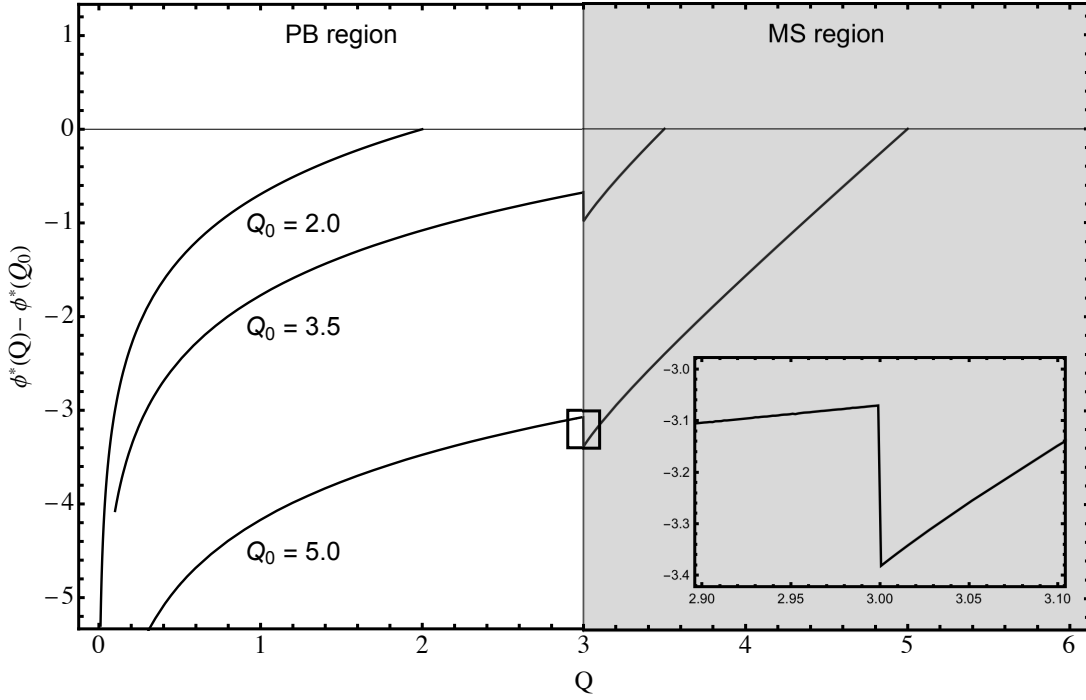 PB region
MS region
1
0
−1
−2
−3
−4
−5
ϕ*(Q)− ϕ*(Q₀)
Q₀ = 2.0
Q₀ = 3.5
Q₀ = 5.0
−3.0
−3.1
−3.2
−3.3
−3.4
2.90 2.95 3.00 3.05 3.10
0 1 2 3 4 5 6
Q